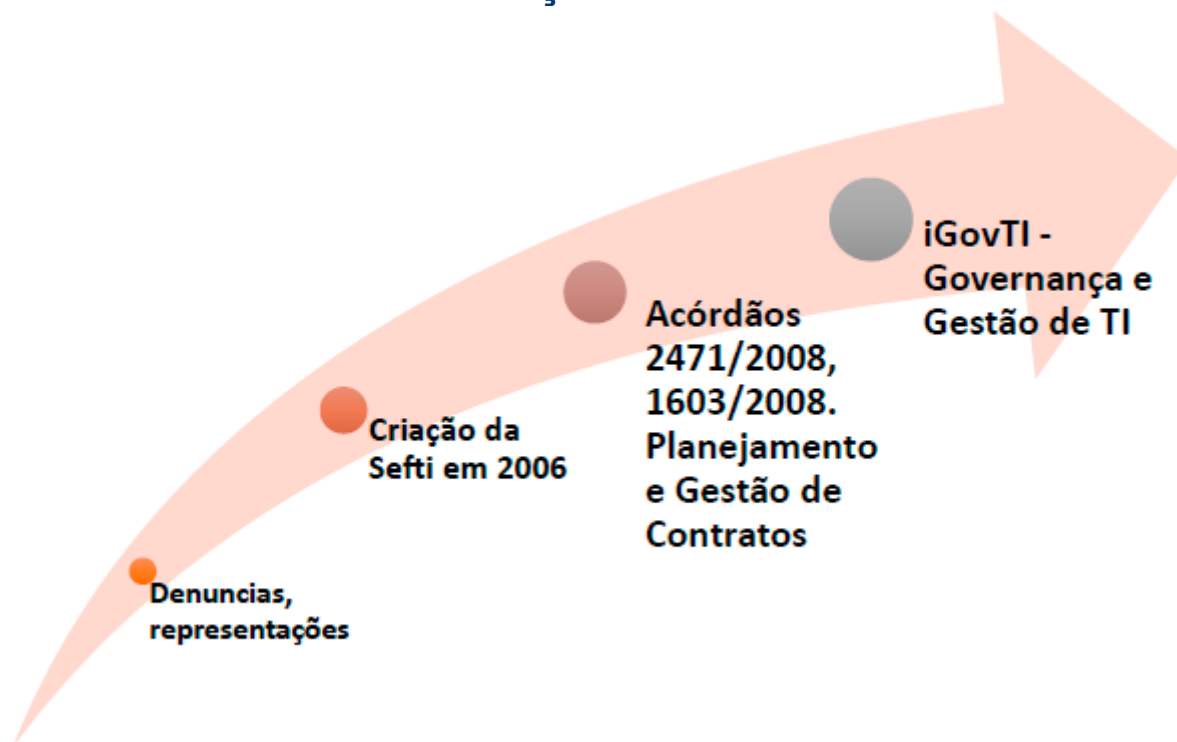 Denuncias,
representações
Criação da
Sefti em 2006
Acórdãos
2471/2008,
1603/2008.
Planejamento
e Gestão de
Contratos
iGovTI -
Governança e
Gestão de TI